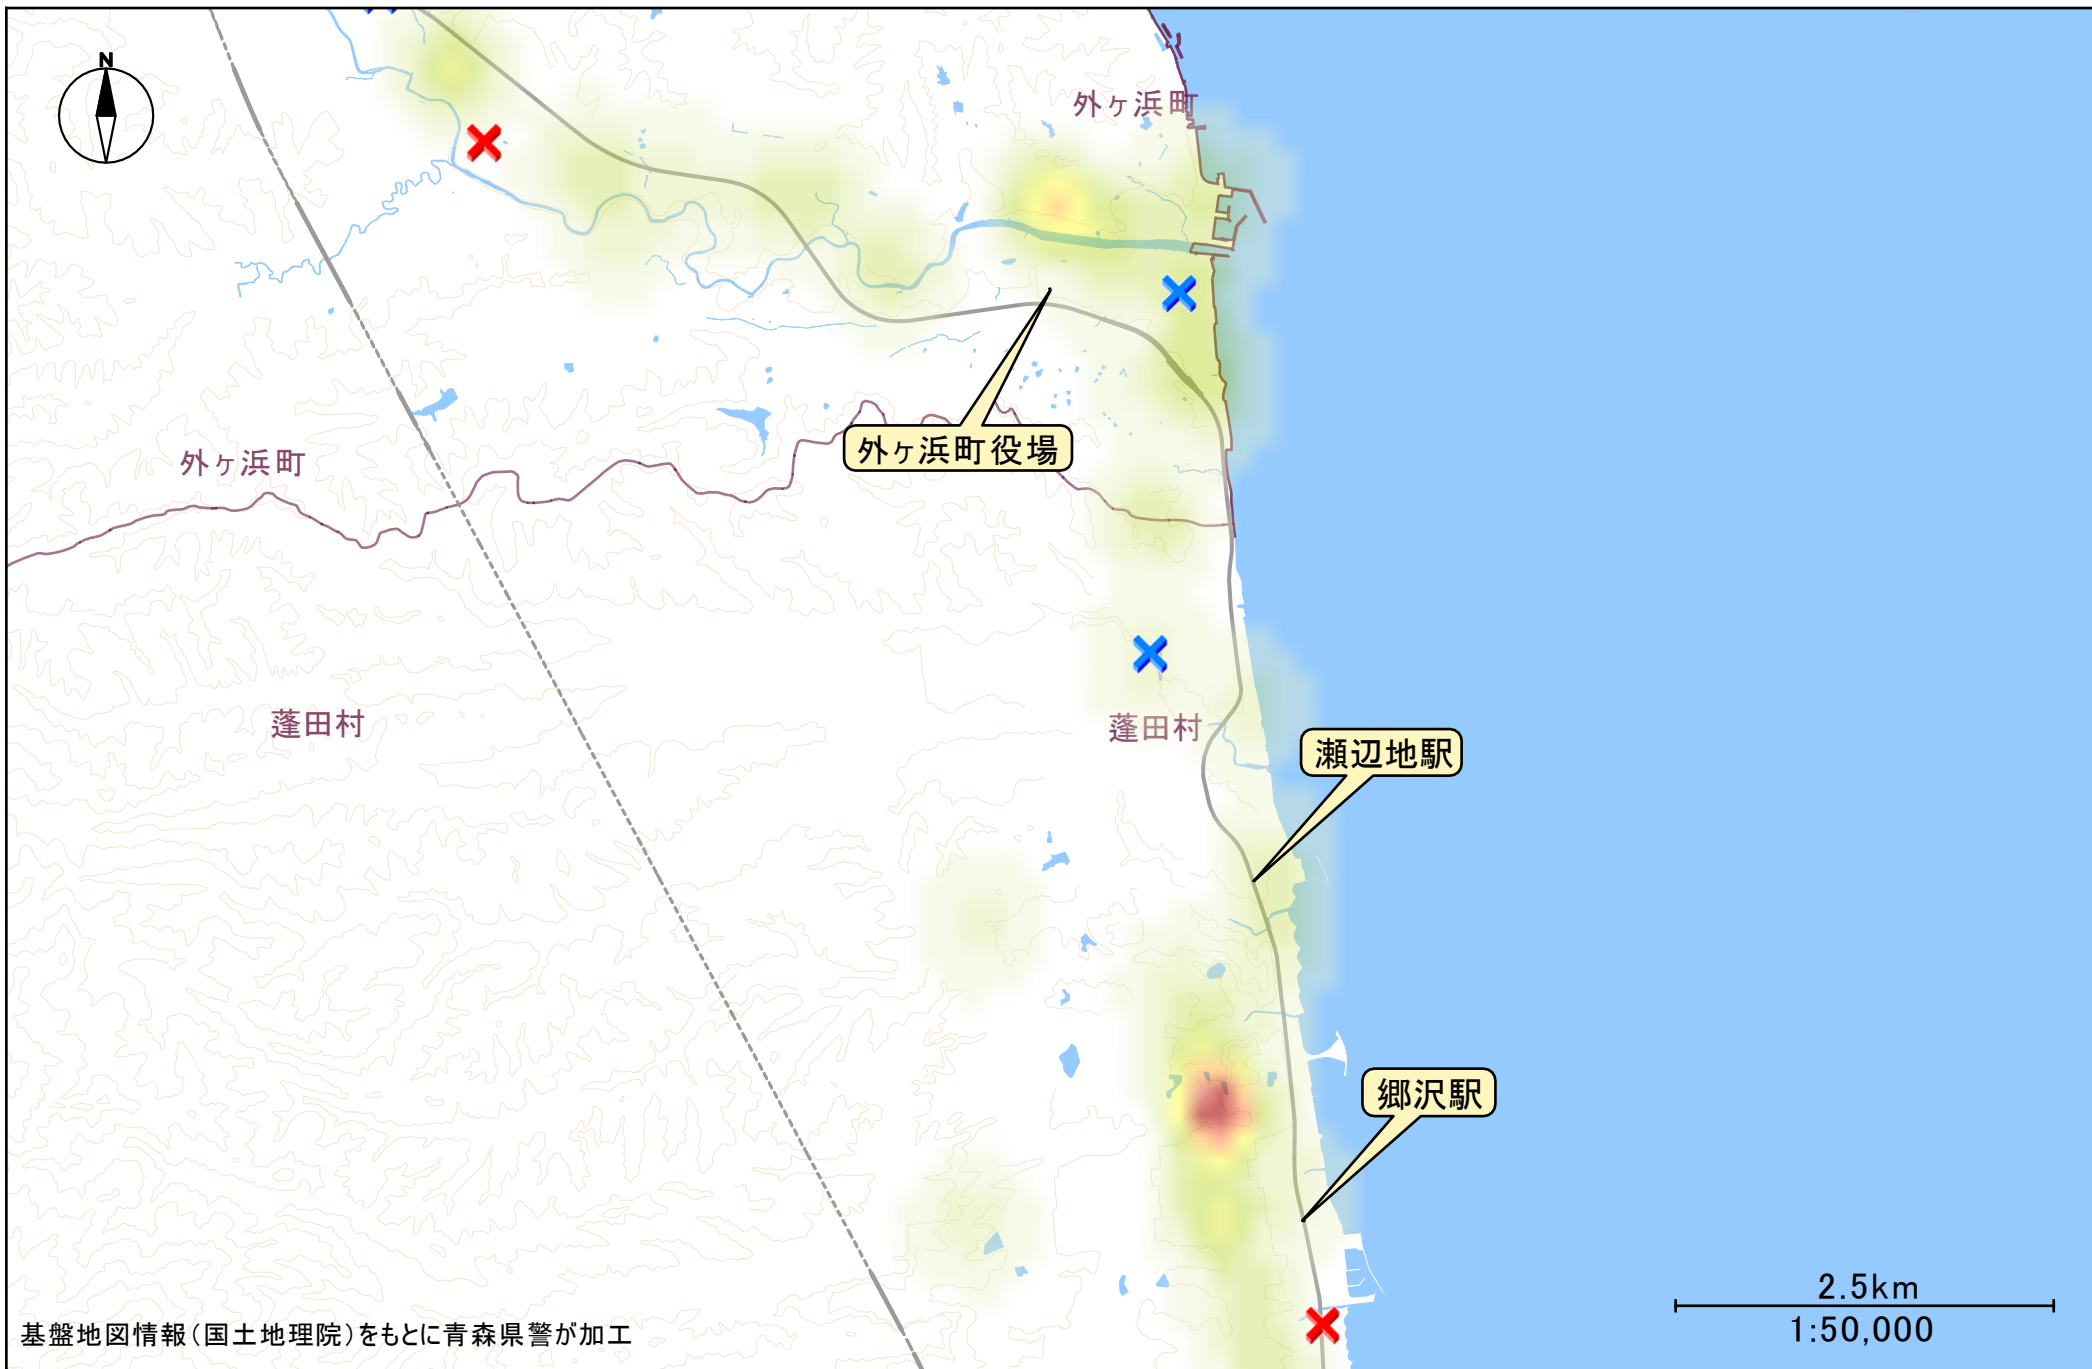 N
外ヶ浜町
外ヶ浜町役場
外ヶ浜町
蓬田村
蓬田村
瀬辺地駅
郷沢駅
2.5km
1:50,000
基盤地図情報(国土地理院)をもとに青森県警が加工